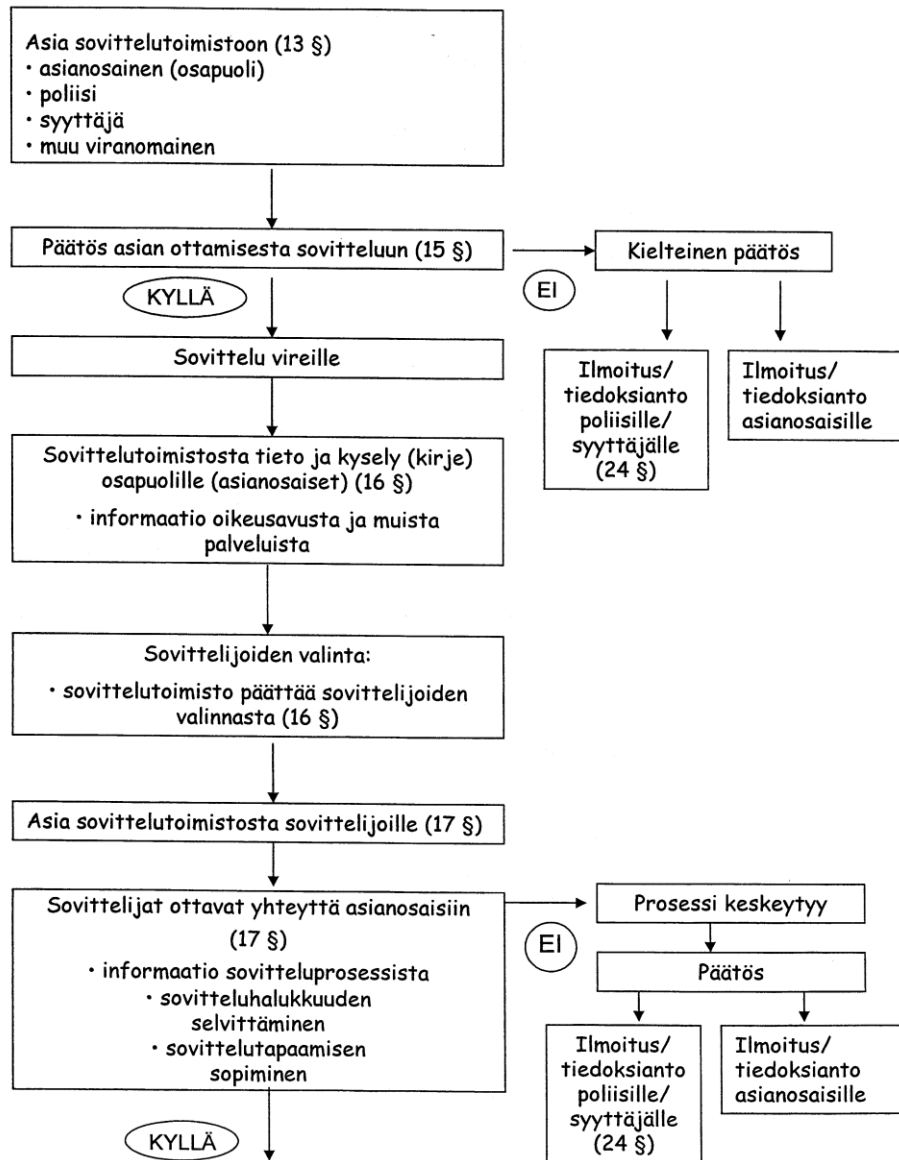 Asia sovittelutoimistoon (13 §)
· asianosainen (osapuoli)
· poliisi
· syyttäjä
· muu viranomainen
Päätös asian ottamisesta sovitteluun (15 §)
Kielteinen päätös
KYLLÄ
EI
Sovittelu vireille
Ilmoitus/
tiedoksianto
poliisille/
syyttäjälle
(24 §)
Ilmoitus/
tiedoksianto
asianosaisille
Sovittelutoimistosta tieto ja kysely (kirje)
osapuolille (asianosaiset) (16 §)
· informaatio oikeusavusta ja muista
palveluista
Sovittelijoiden valinta:
· sovittelutoimisto päättää sovittelijoiden
valinnasta (16 §)
Asia sovittelutoimistosta sovittelijoille (17 §)
Sovittelijat ottavat yhteyttä asianosaisiin
(17 §)
· informaatio sovitteluprosessista
· sovitteluhalukkuuden
selvittäminen
· sovittelutapaamisen
sopiminen
EI
Prosessi keskeytyy
Päätös
Ilmoitus/
tiedoksianto
poliisille/
syyttäjälle
(24 §)
Ilmoitus/
tiedoksianto
asianosaisille
KYLLÄ